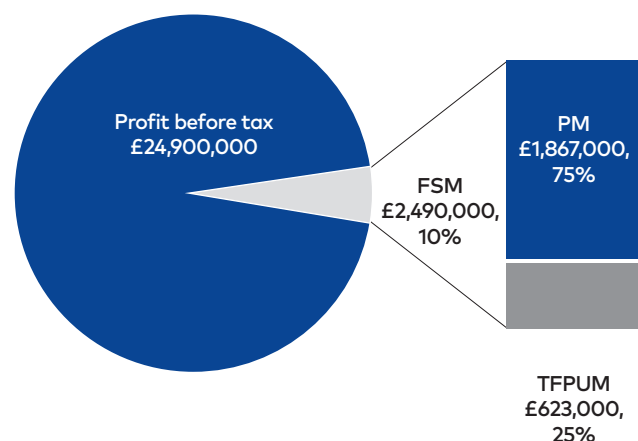 Profit before tax
£24,900,000
FSM
£2,490,000,
10%
PM
£1,867,000,
75%
TFPUM
£623,000,
25%